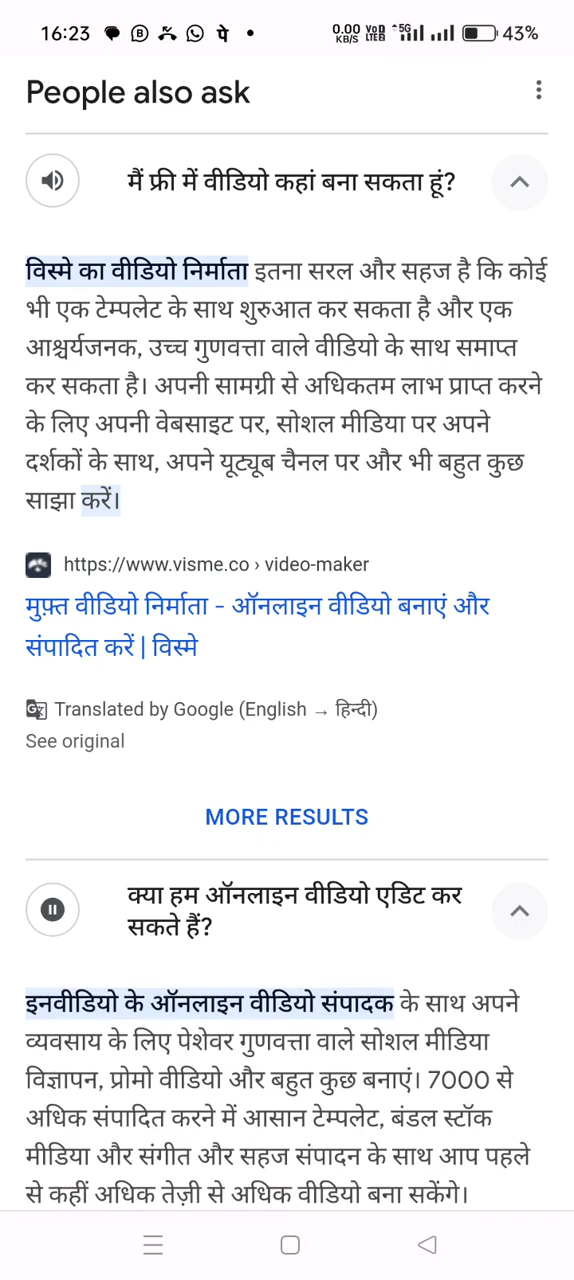 16:23
पे
0.00 KB/S
VoD LTE2
5G
43%
People also ask
मैं फ्री में वीडियो कहां बना सकता हूं?
विस्मे का वीडियो निर्माता इतना सरल और सहज है कि कोई
भी एक टेम्पलेट के साथ शुरुआत कर सकता है और एक
आश्चर्यजनक, उच्च गुणवत्ता वाले वीडियो के साथ समाप्त
कर सकता है। अपनी सामग्री से अधिकतम लाभ प्राप्त करने
के लिए अपनी वेबसाइट पर, सोशल मीडिया पर अपने
दर्शकों के साथ, अपने यूट्यूब चैनल पर और भी बहुत कुछ
साझा करें।
https://www.visme.co › video-maker
मुफ़्त वीडियो निर्माता - ऑनलाइन वीडियो बनाएं और
संपादित करें | विस्मे
Translated by Google (English → हिन्दी)
See original
MORE RESULTS
क्या हम ऑनलाइन वीडियो एडिट कर
सकते हैं?
इनवीडियो के ऑनलाइन वीडियो संपादक के साथ अपने
व्यवसाय के लिए पेशेवर गुणवत्ता वाले सोशल मीडिया
विज्ञापन, प्रोमो वीडियो और बहुत कुछ बनाएं। 7000 से
अधिक संपादित करने में आसान टेम्पलेट, बंडल स्टॉक
मीडिया और संगीत और सहज संपादन के साथ आप पहले
से कहीं अधिक तेज़ी से अधिक वीडियो बना सकेंगे।